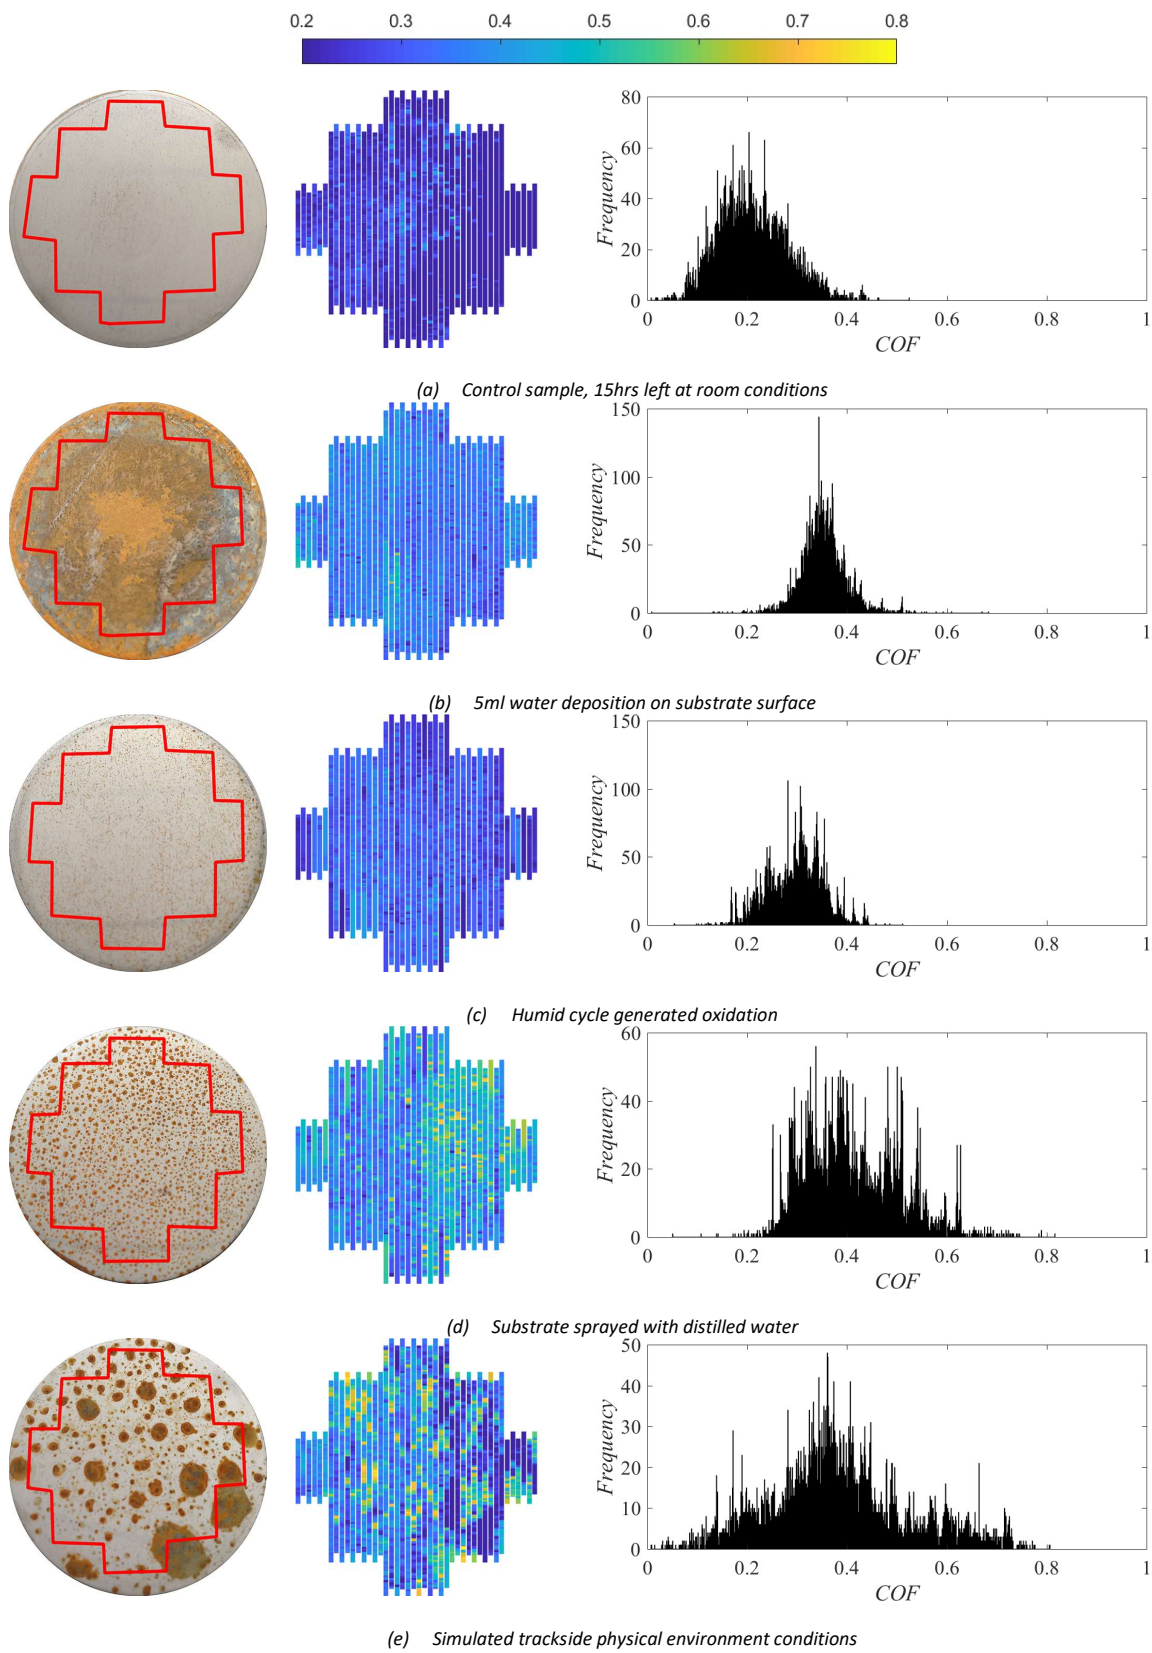 0.2 0.3 0.4 0.5 0.6 0.7 0.8
80
60
40
20
0
Frequency
0 0.2 0.4 0.6 0.8 1
COF
(a) Control sample, 15hrs left at room conditions
150
100
50
0
Frequency
0 0.2 0.4 0.6 0.8 1
COF
(b) 5ml water deposition on substrate surface
150
100
50
0
Frequency
0 0.2 0.4 0.6 0.8 1
COF
(c) Humid cycle generated oxidation
60
40
20
0
Frequency
0 0.2 0.4 0.6 0.8 1
COF
(d) Substrate sprayed with distilled water
50
40
30
20
10
0
Frequency
0 0.2 0.4 0.6 0.8 1
COF
(e) Simulated trackside physical environment conditions